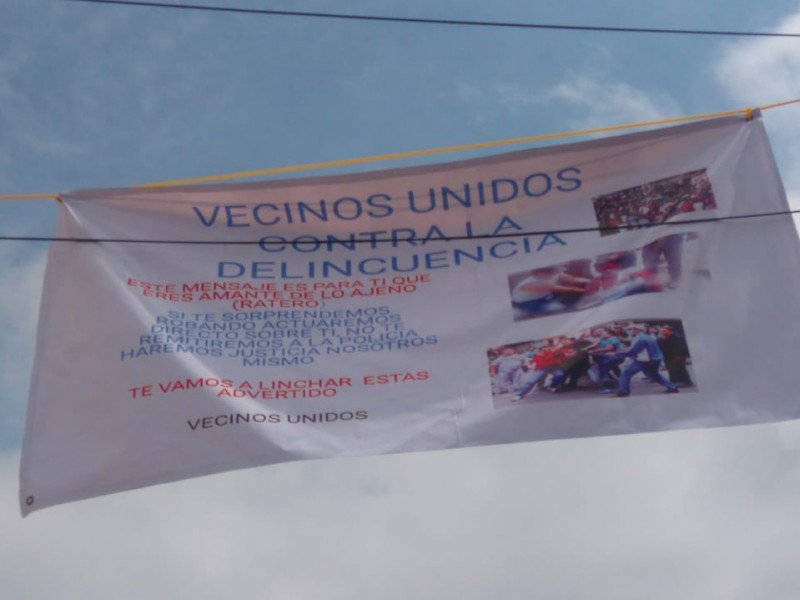 VECINOS UNIDOS
CONTRA LA
DELINCUENCIA
ESTE MENSAJE ES PARA TI QUE
ERES AMANTE DE LO AJENO
(RATERO)
SI TE SORPRENDEMOS
ROBANDO ACTUAREMOS
DIRECTO SOBRE TI, NO TE
REMITIREMOS A LA POLICIA
HAREMOS JUSTICIA NOSOTROS
MISMO
TE VAMOS A LINCHAR ESTAS
ADVERTIDO
VECINOS UNIDOS